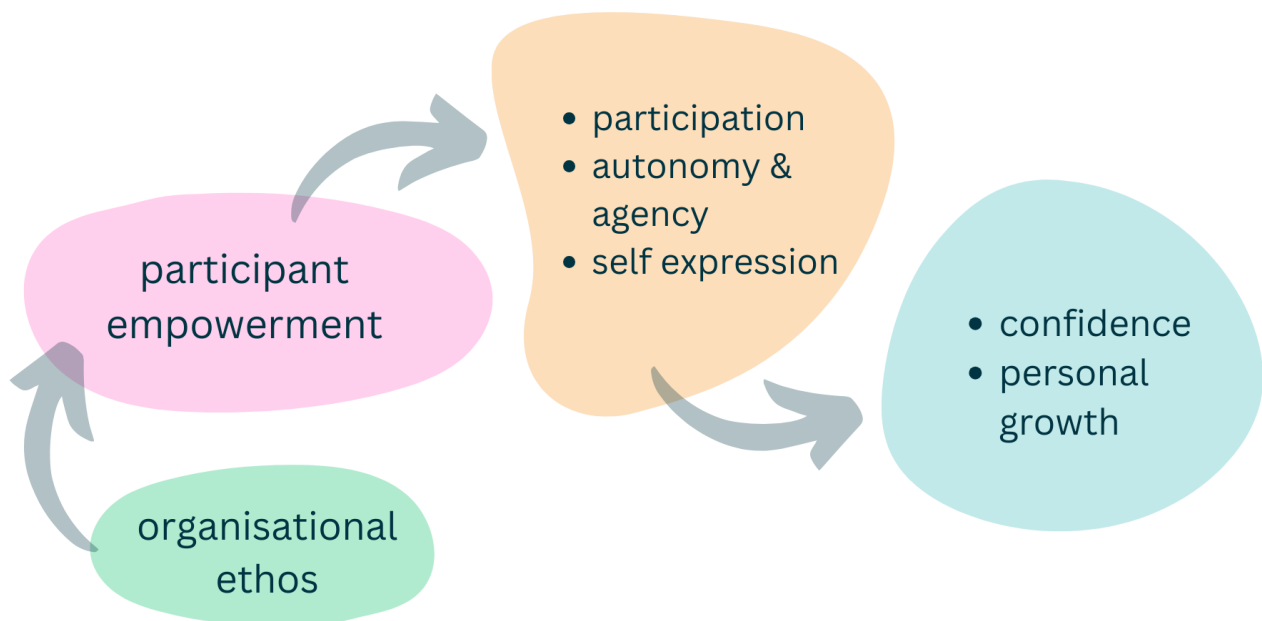 participant
empowerment
organisational
ethos
• participation
• autonomy &
agency
• self expression
• confidence
• personal
growth